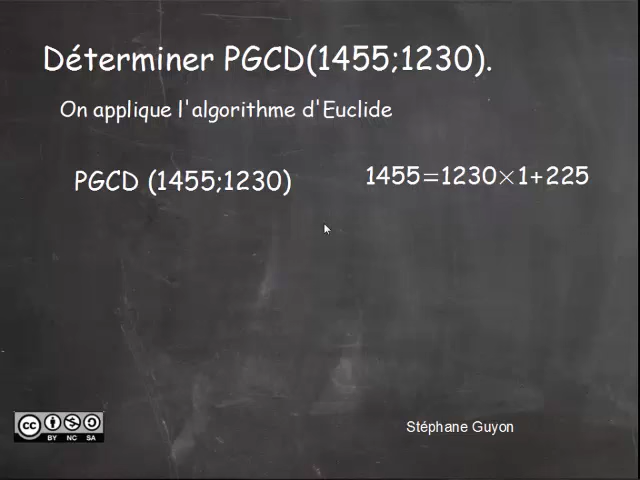 Déterminer PGCD(1455;1230).
On applique l'algorithme d'Euclide
PGCD (1455;1230)
1455=1230×1+225
cc
BY NC SA
Stéphane Guyon